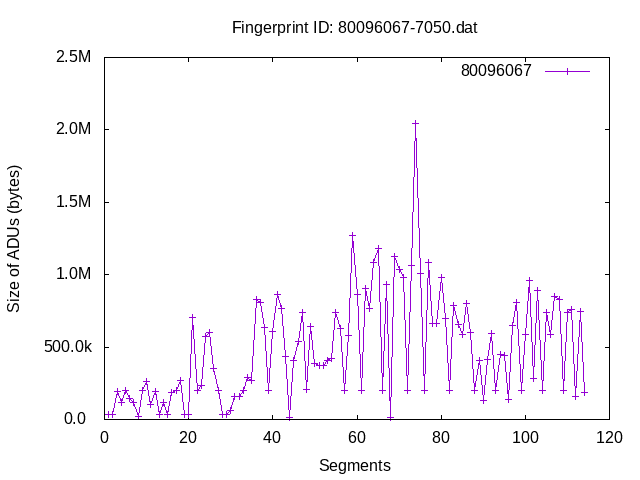 Fingerprint ID: 80096067-7050.dat
80096067
2.5M
2.0M
1.5M
1.0M
500.0k
0.0
Size of ADUs (bytes)
0 20 40 60 80 100 120
Segments